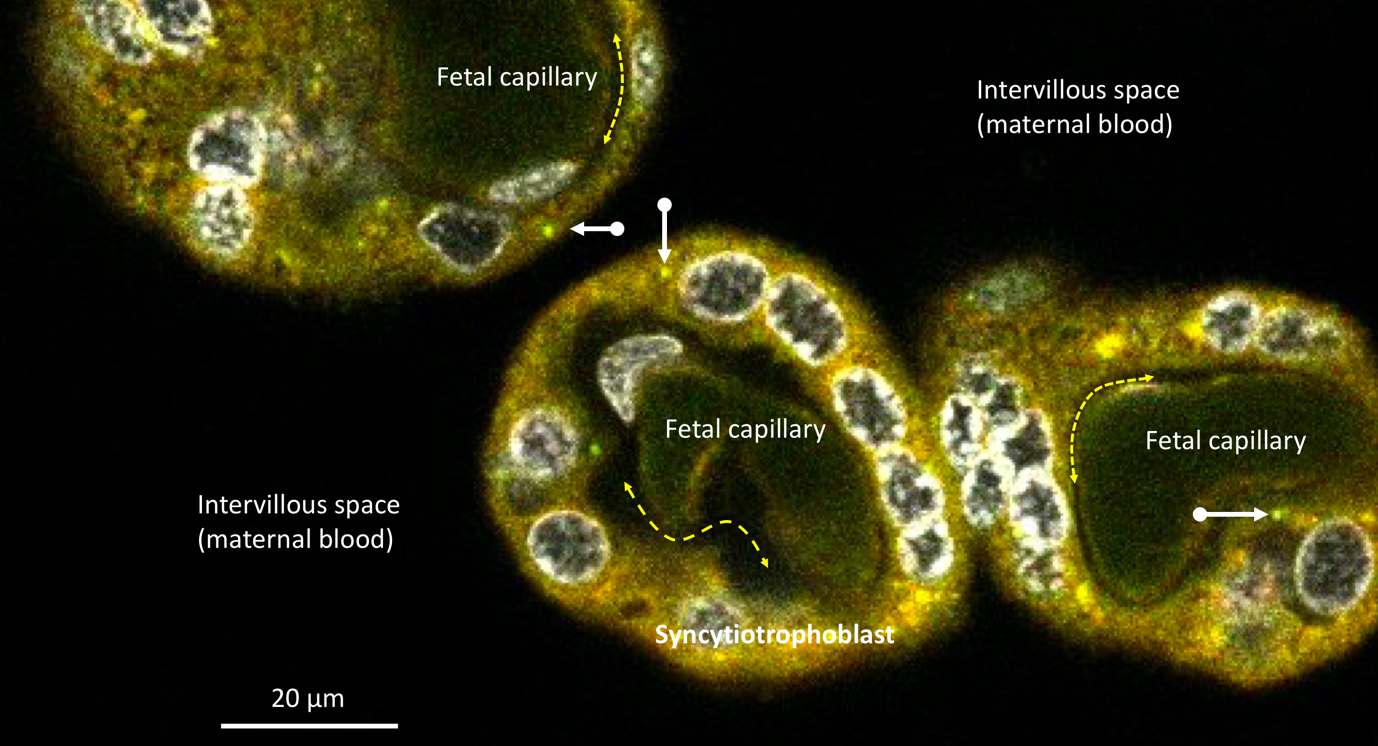 Fetal capillary
Intervillous space
(maternal blood)
Fetal capillary
Fetal capillary
Intervillous space
(maternal blood)
Syncytiotrophoblast
20 µm